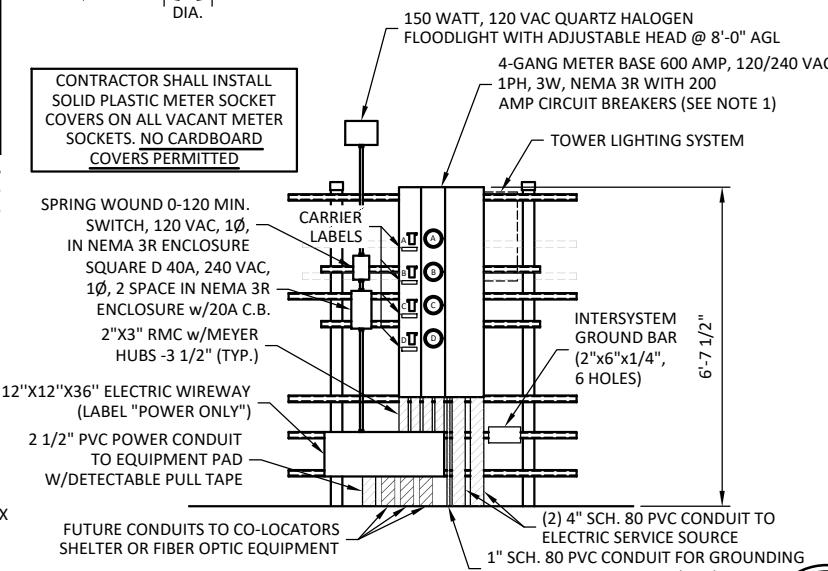 DIA.
150 WATT, 120 VAC QUARTZ HALOGEN
FLOODLIGHT WITH ADJUSTABLE HEAD @ 8'-0" AGL
4-GANG METER BASE 600 AMP, 120/240 VAC
1PH, 3W, NEMA 3R WITH 200
AMP CIRCUIT BREAKERS (SEE NOTE 1)
CONTRACTOR SHALL INSTALL
SOLID PLASTIC METER SOCKET
COVERS ON ALL VACANT METER
SOCKETS. NO CARDBOARD
COVERS PERMITTED
TOWER LIGHTING SYSTEM
SPRING WOUND 0-120 MIN.
SWITCH, 120 VAC, 1Ø,
IN NEMA 3R ENCLOSURE
CARRIER
LABELS
A A
B B
C C
D D
SQUARE D 40A, 240 VAC,
1Ø, 2 SPACE IN NEMA 3R
ENCLOSURE w/20A C.B.
2"X3" RMC w/MEYER
HUBS -3 1/2" (TYP.)
INTERSYSTEM
GROUND BAR
(2"x6"x1/4",
6 HOLES)
6'-7 1/2"
12''X12''X36'' ELECTRIC WIREWAY
(LABEL "POWER ONLY")
2 1/2" PVC POWER CONDUIT
TO EQUIPMENT PAD
W/DETECTABLE PULL TAPE
X
FUTURE CONDUITS TO CO-LOCATORS
SHELTER OR FIBER OPTIC EQUIPMENT
(2) 4" SCH. 80 PVC CONDUIT TO
ELECTRIC SERVICE SOURCE
1" SCH. 80 PVC CONDUIT FOR GROUNDING